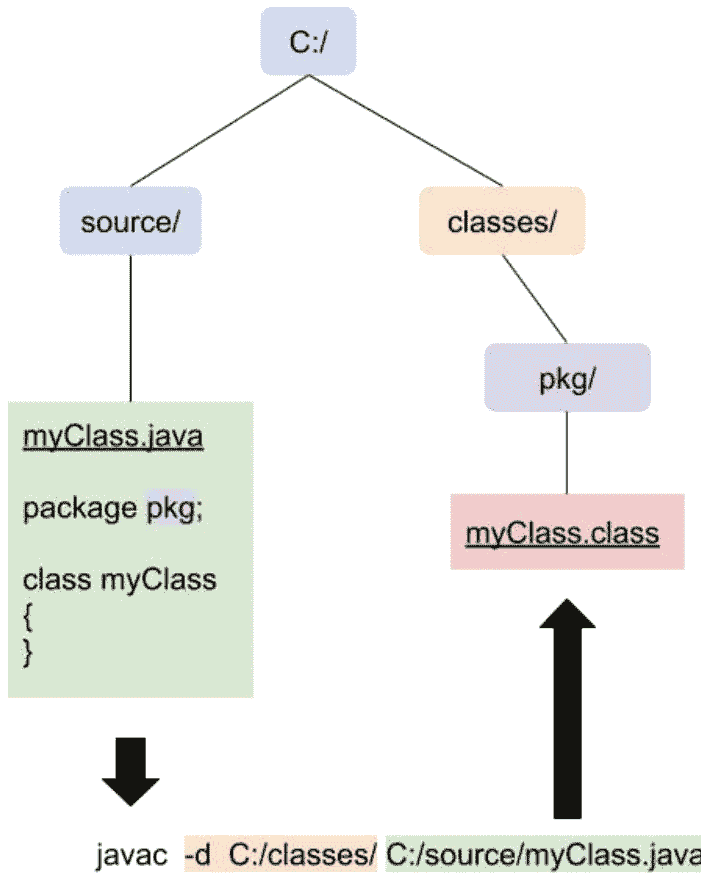 C:/
source/
classes/
pkg/
myClass.java
package pkg;
class myClass
{
}
myClass.class
javac -d C:/classes/ C:/source/myClass.java